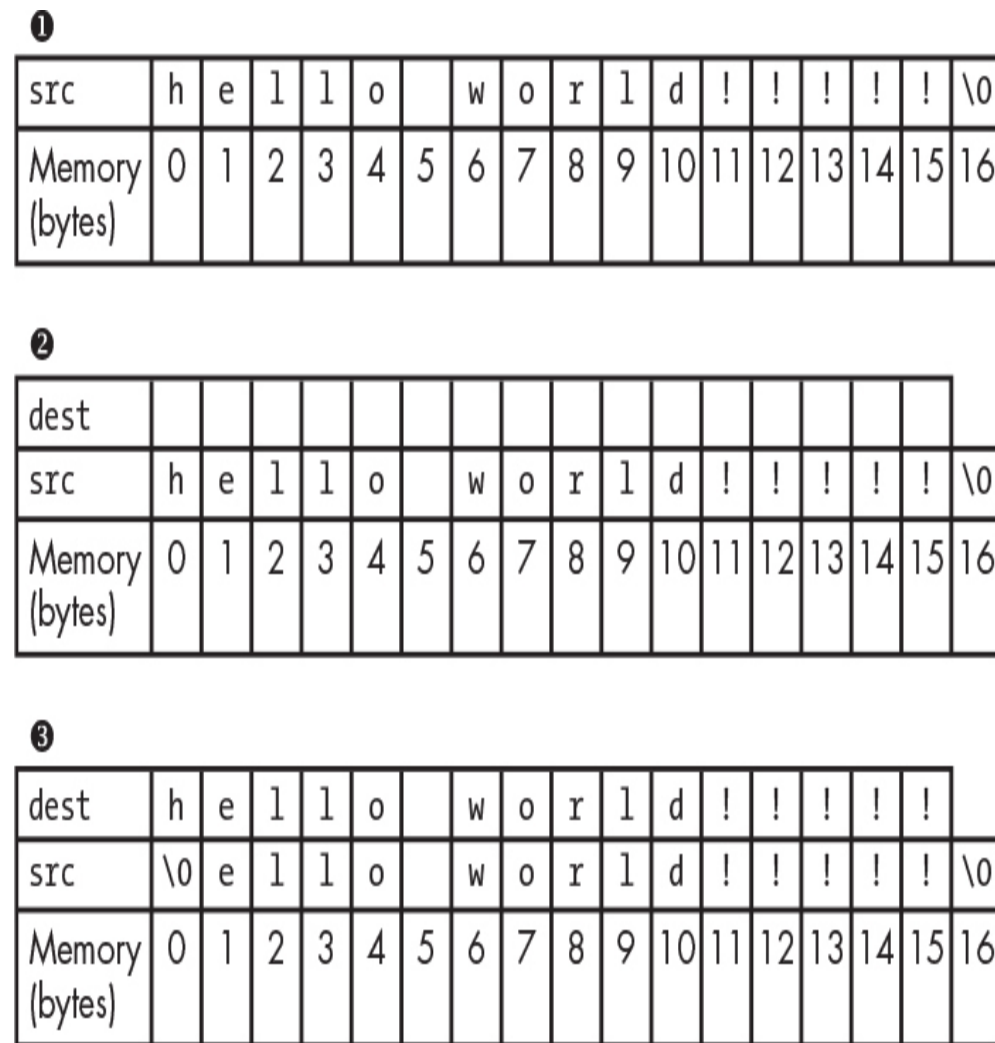 ❶
src h e l l o w o r l d ! ! ! ! ! \0
Memory (bytes) 0 1 2 3 4 5 6 7 8 9 10 11 12 13 14 15 16
❷
dest
src h e l l o w o r l d ! ! ! ! ! \0
Memory (bytes) 0 1 2 3 4 5 6 7 8 9 10 11 12 13 14 15 16
❸
dest h e l l o w o r l d ! ! ! ! !
src \0 e l l o w o r l d ! ! ! ! ! \0
Memory (bytes) 0 1 2 3 4 5 6 7 8 9 10 11 12 13 14 15 16